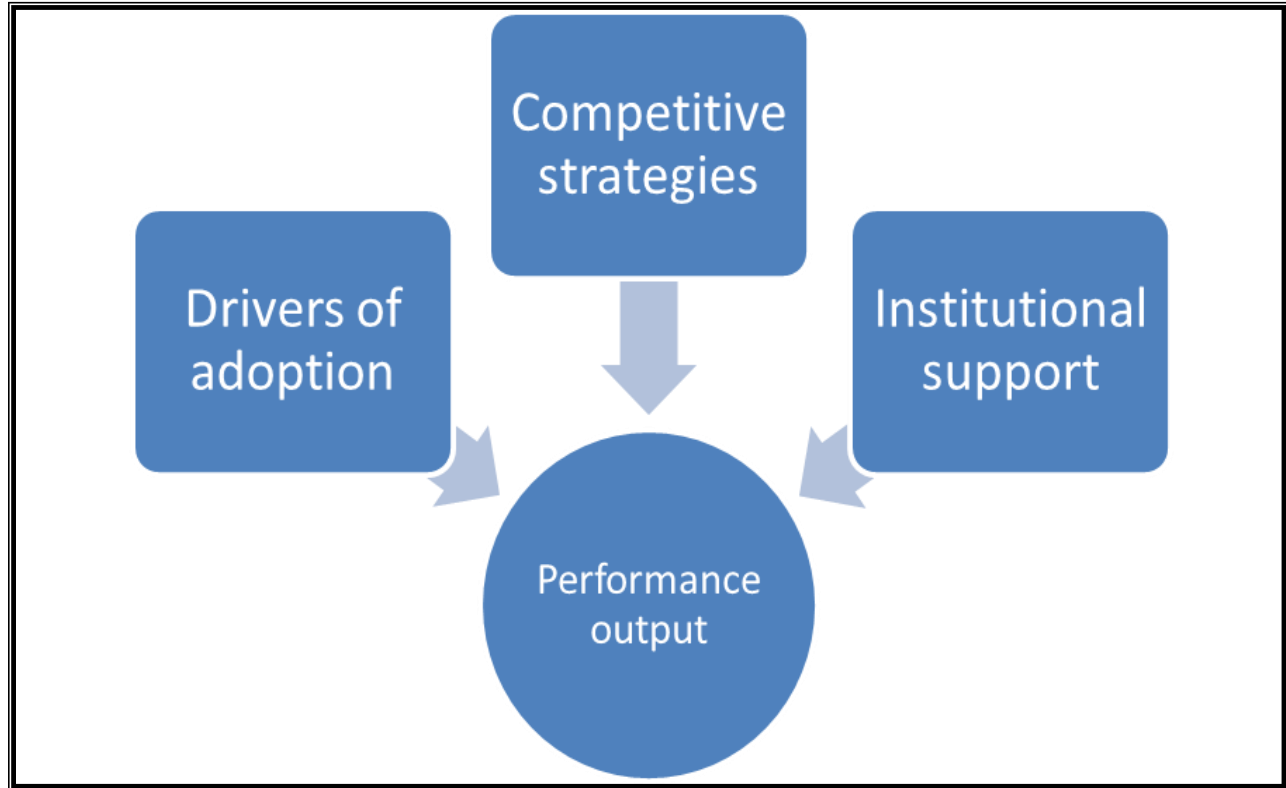 Competitive
strategies
Drivers of
adoption
Institutional
support
Performance
output